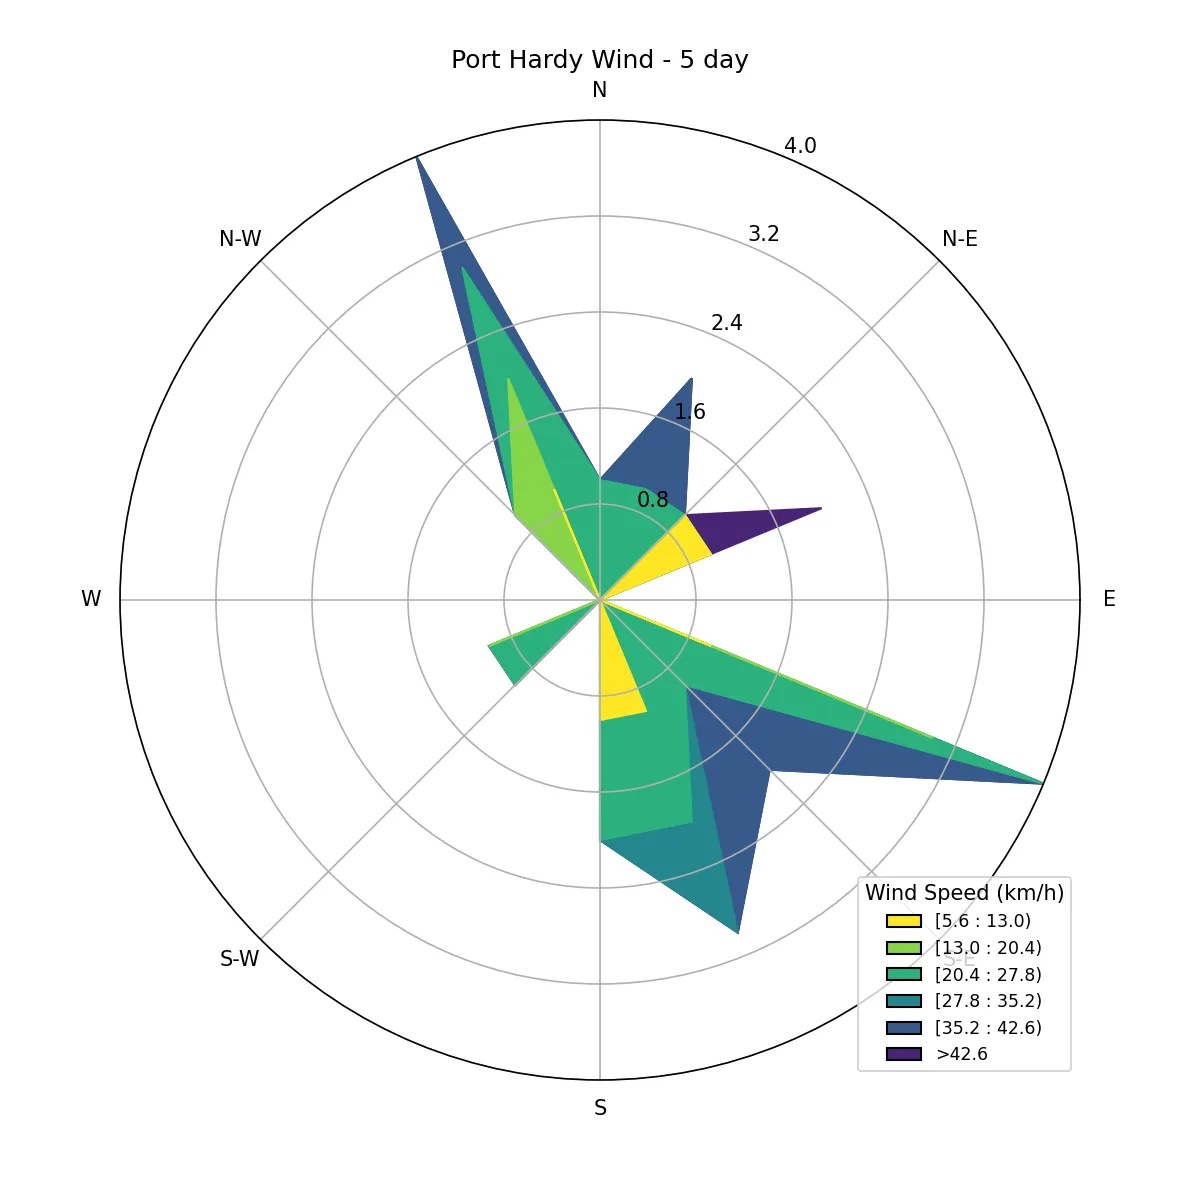 Port Hardy Wind - 5 day
N
4.0
N-W
N-E
3.2
2.4
1.6
0.8
W
E
Wind Speed (km/h)
[5.6 : 13.0)
[13.0 : 20.4)
S-W
S-E
[20.4 : 27.8)
[27.8 : 35.2)
[35.2 : 42.6)
>42.6
S